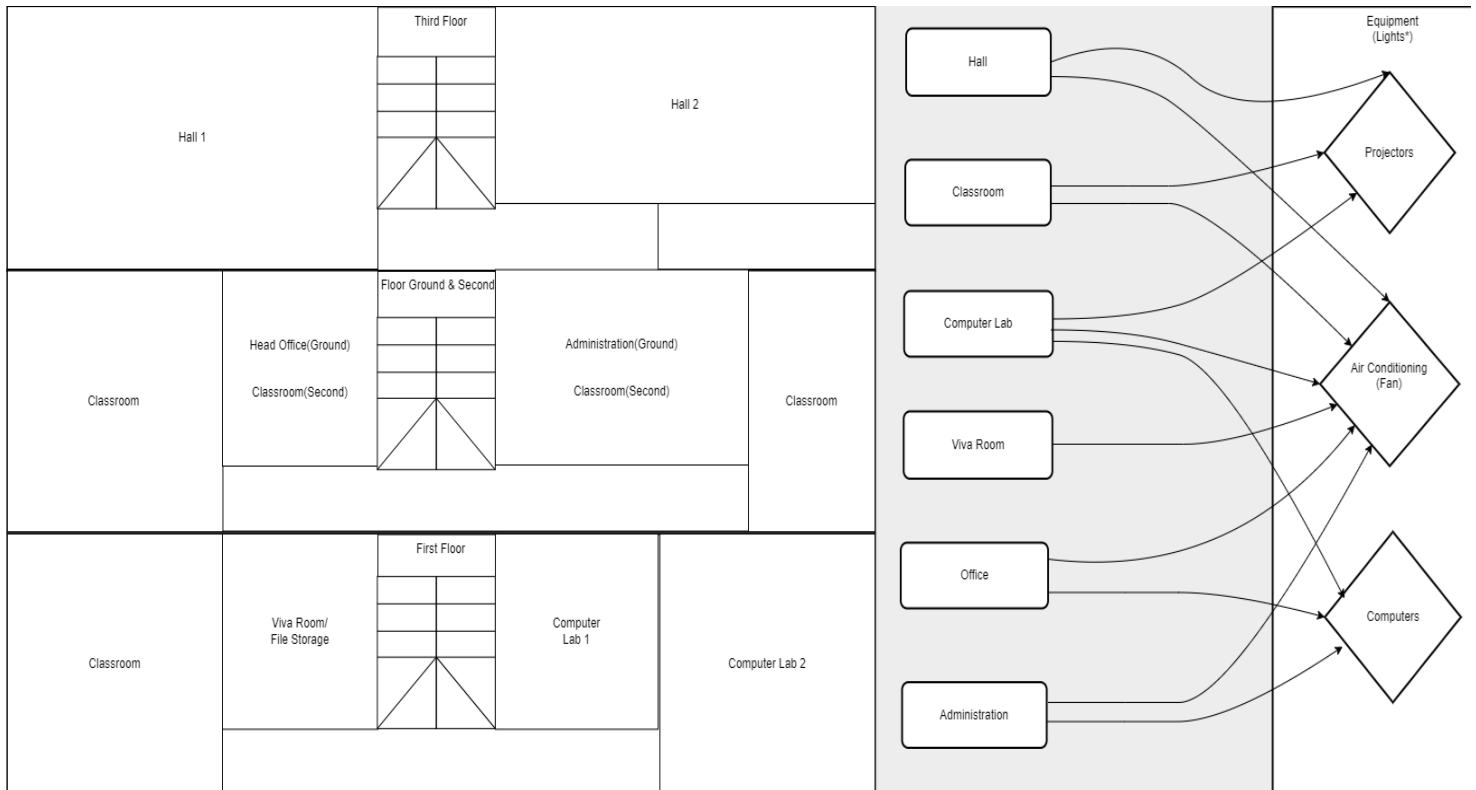 Third Floor
Hall 1
Hall 2
Floor Ground & Second
Classroom
Head Office(Ground)
Classroom(Second)
Administration(Ground)
Classroom(Second)
Classroom
First Floor
Classroom
Viva Room/
File Storage
Computer
Lab 1
Computer Lab 2
Hall
Classroom
Computer Lab
Viva Room
Office
Administration
Equipment
(Lights*)
Projectors
Air Conditioning
(Fan)
Computers